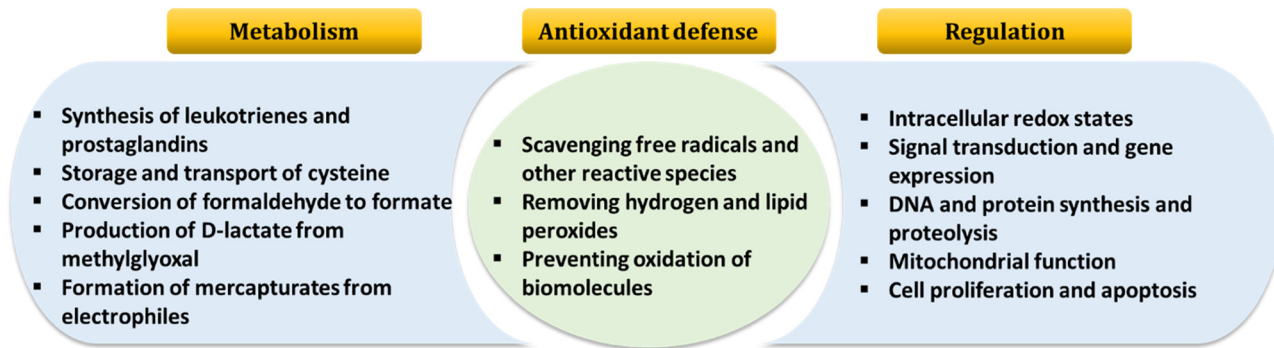 Metabolism
▪ Synthesis of leukotrienes and
prostaglandins
▪ Storage and transport of cysteine
▪ Conversion of formaldehyde to formate
▪ Production of D-lactate from
methylglyoxal
▪ Formation of mercapturates from
electrophiles
Antioxidant defense
▪ Scavenging free radicals and
other reactive species
▪ Removing hydrogen and lipid
peroxides
▪ Preventing oxidation of
biomolecules
Regulation
▪ Intracellular redox states
▪ Signal transduction and gene
expression
▪ DNA and protein synthesis and
proteolysis
▪ Mitochondrial function
▪ Cell proliferation and apoptosis